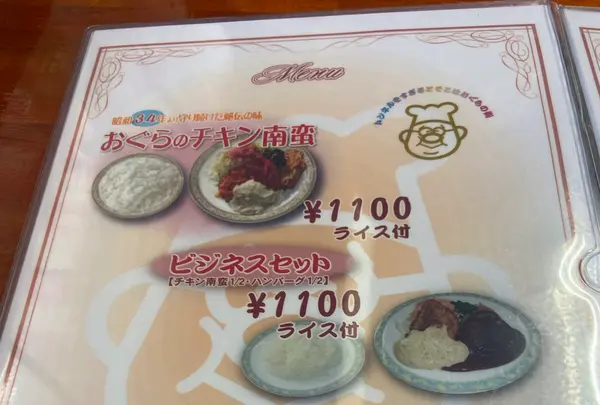 Menu
昭和34年から守り続けた秘伝の味
おぐらのチキン南蛮
¥1100
ライス付
ビジネスセット
【チキン南蛮1/2・ハンバーグ1/2】
¥1100
ライス付